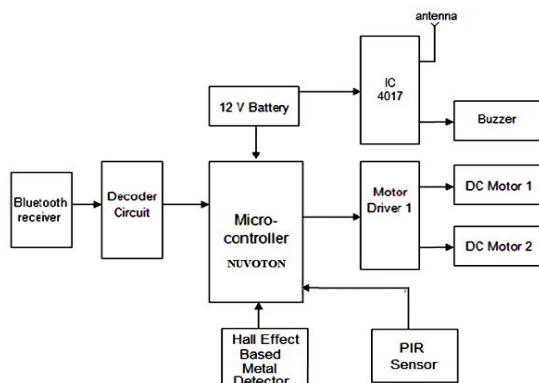 antenna
IC
4017
12 V Battery
Buzzer
Bluetooth
receiver
Decoder
Circuit
Micro-
controller
NUVOTON
Motor
Driver 1
DC Motor 1
DC Motor 2
Hall Effect
Based
Metal
Detector
PIR
Sensor